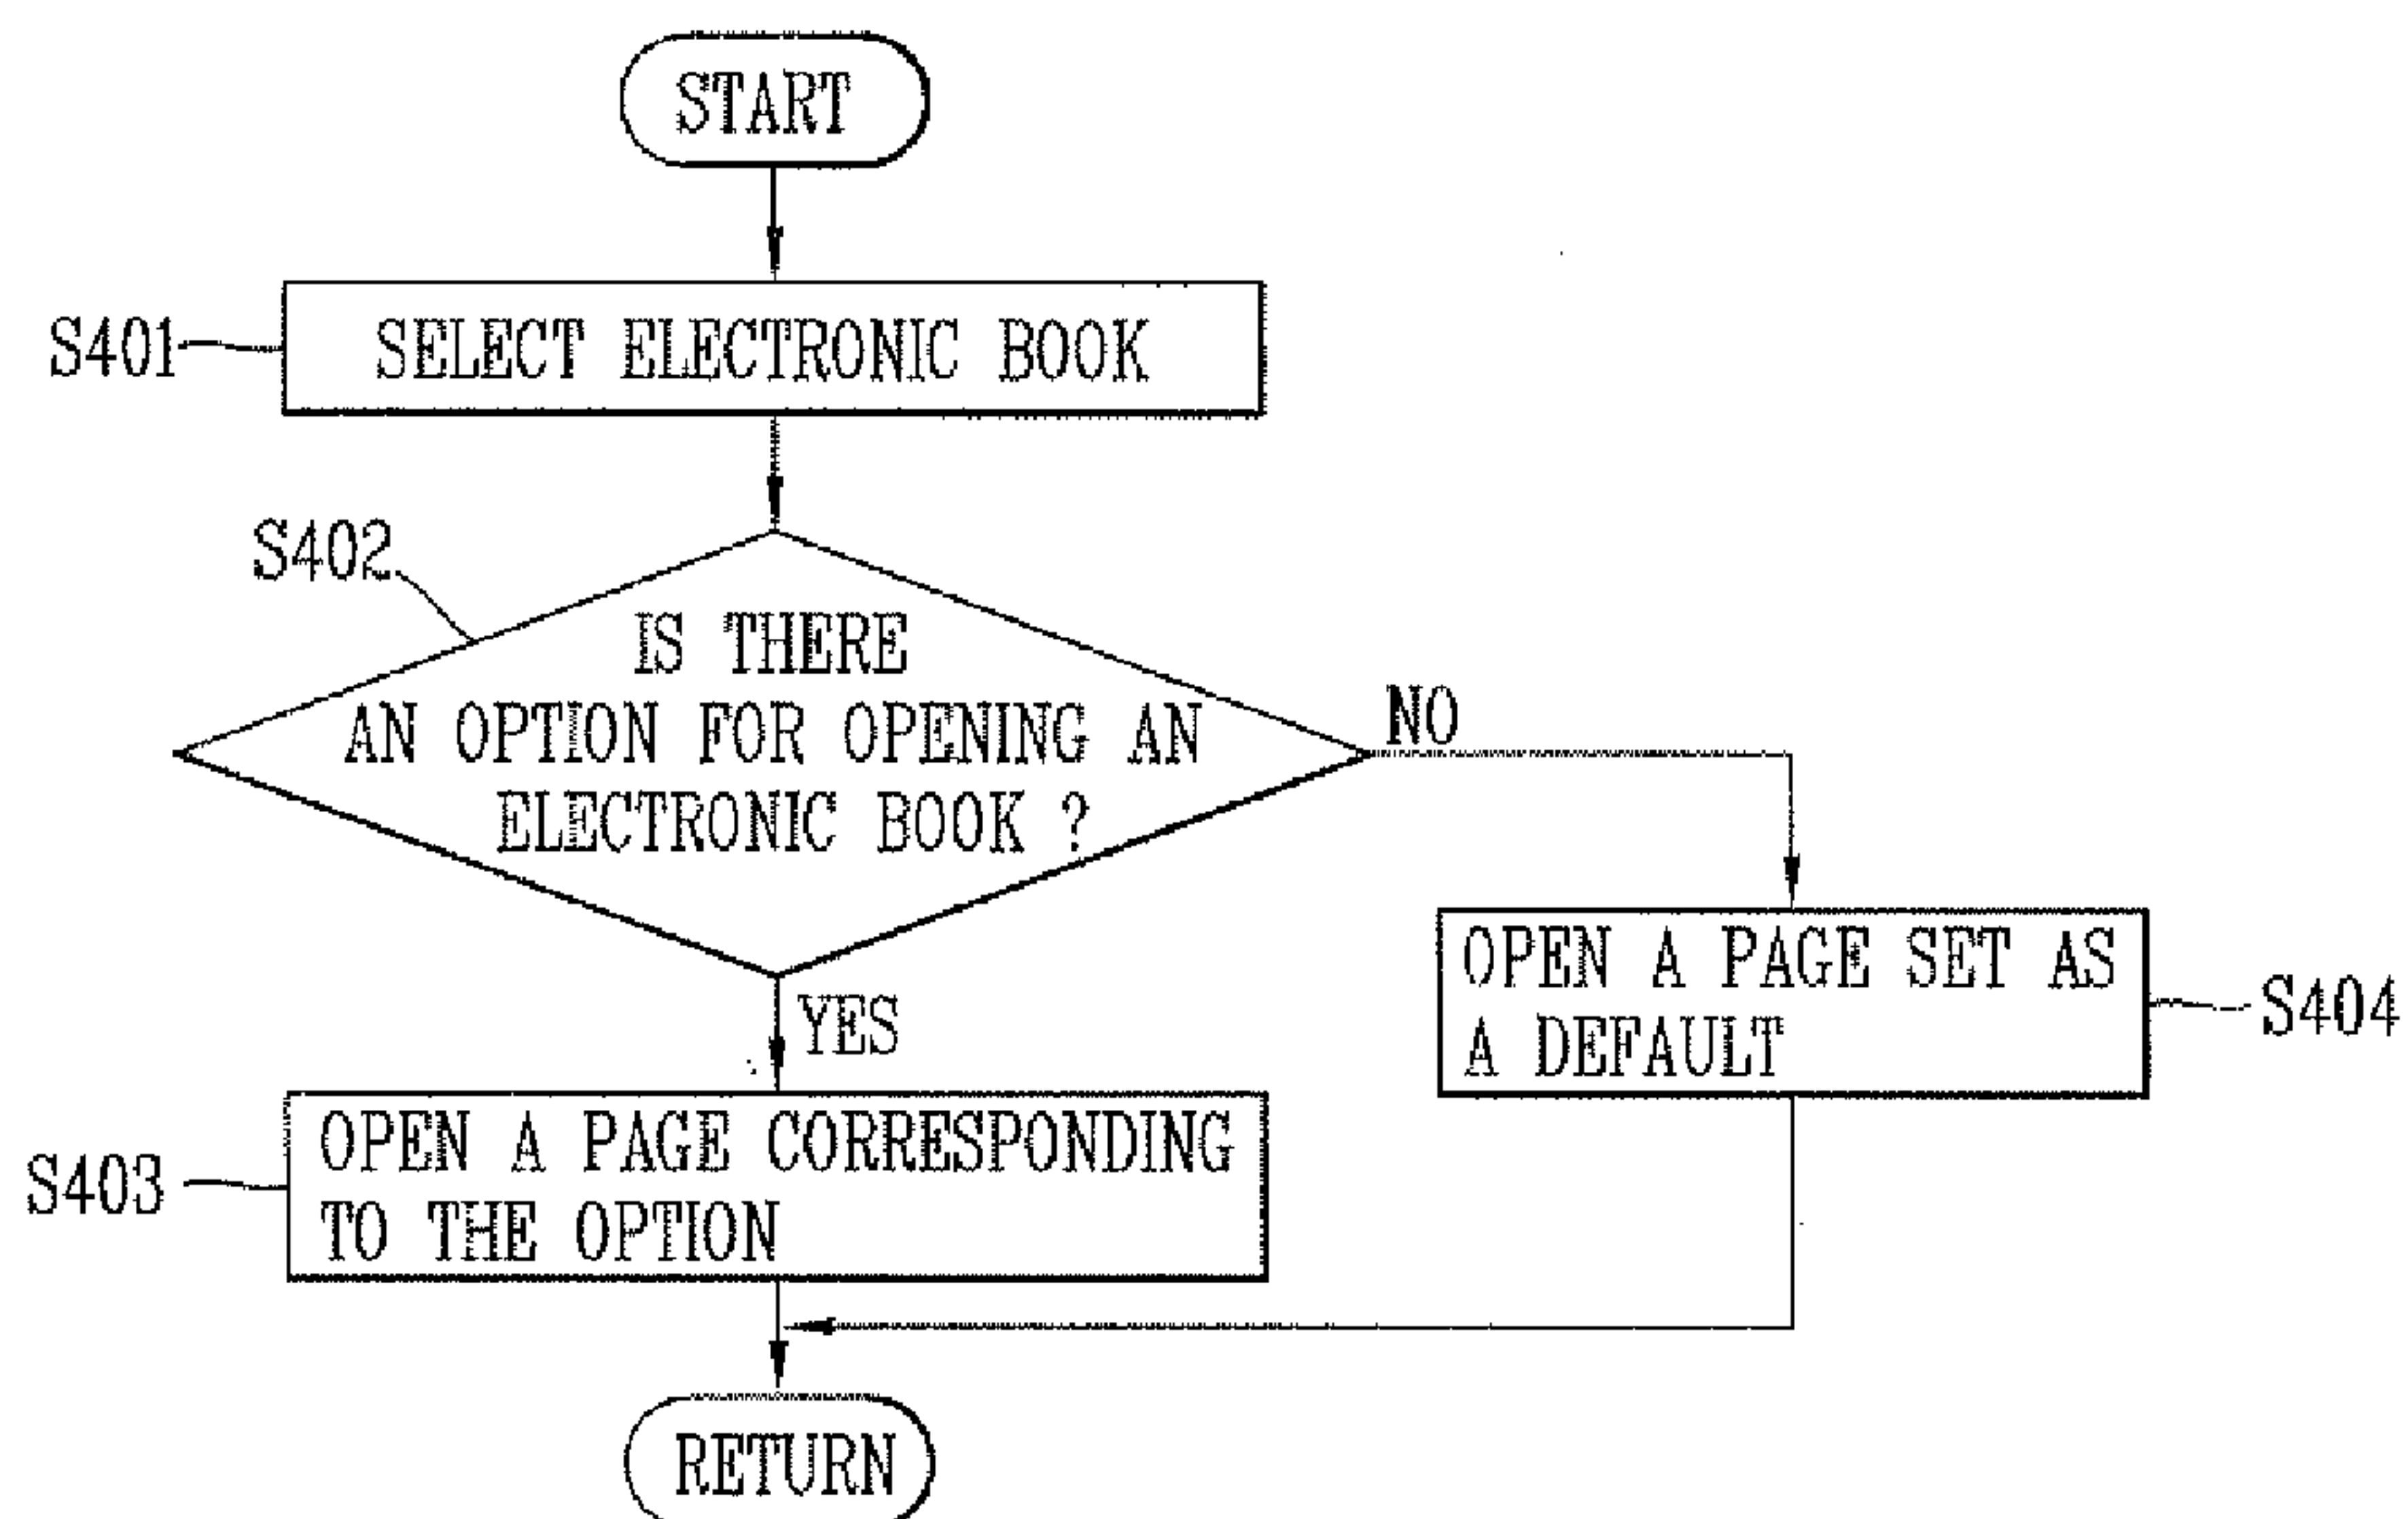 START
S401
SELECT ELECTRONIC BOOK
S402
IS THERE
AN OPTION FOR OPENING AN
ELECTRONIC BOOK ?
NO
YES
OPEN A PAGE SET AS
A DEFAULT
S404
S403
OPEN A PAGE CORRESPONDING
TO THE OPTION
RETURN